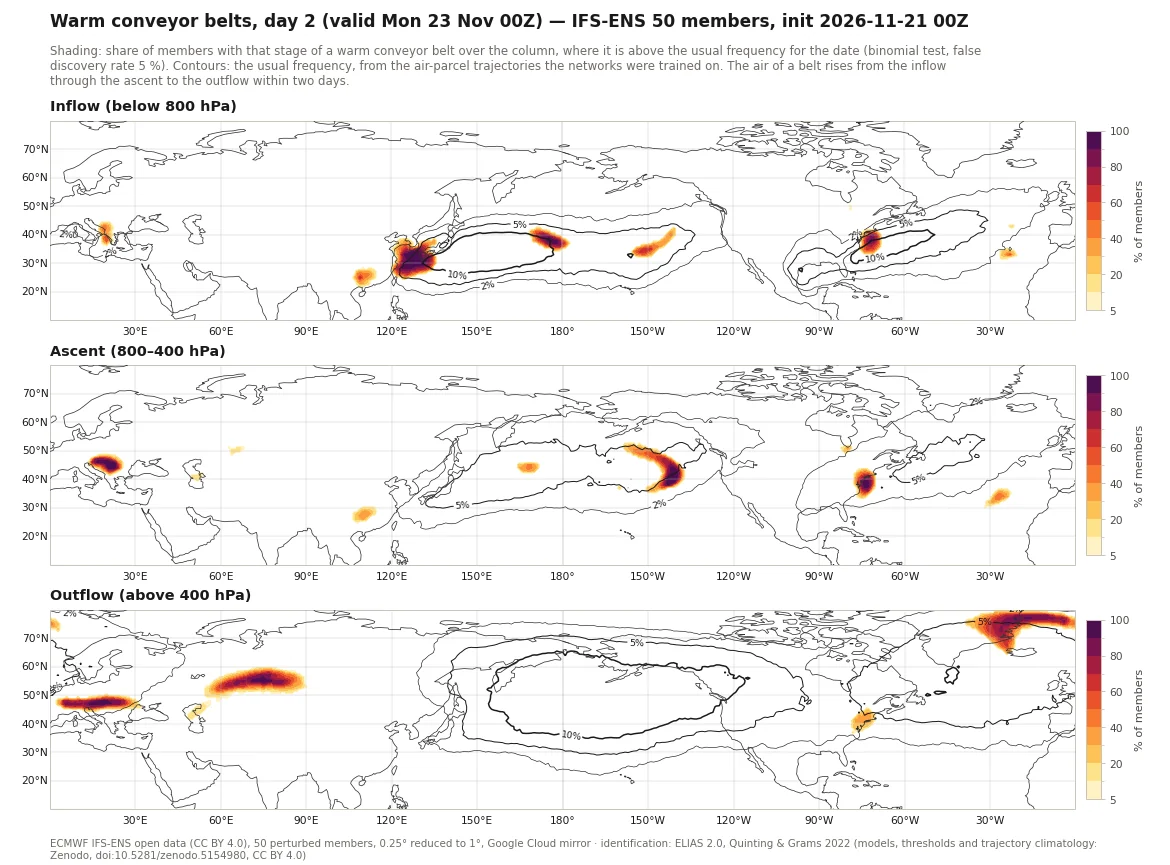 Warm conveyor belts, day 2 (valid Mon 23 Nov 00Z) — IFS-ENS 50 members, init 2026-11-21 00Z
Shading: share of members with that stage of a warm conveyor belt over the column, where it is above the usual frequency for the date (binomial test, false
discovery rate 5 %). Contours: the usual frequency, from the air-parcel trajectories the networks were trained on. The air of a belt rises from the inflow
through the ascent to the outflow within two days.
Inflow (below 800 hPa)
70°N
60°N
50°N
40°N
30°N
20°N
2%
2%
5%
10%
2%
2%
5%
10%
30°E 60°E 90°E 120°E 150°E 180° 150°W 120°W 90°W 60°W 30°W
100
80
60
40
20
5
% of members
Ascent (800–400 hPa)
70°N
60°N
50°N
40°N
30°N
20°N
2%
5%
2%
5%
30°E 60°E 90°E 120°E 150°E 180° 150°W 120°W 90°W 60°W 30°W
100
80
60
40
20
5
% of members
Outflow (above 400 hPa)
70°N
60°N
50°N
40°N
30°N
20°N
2%
5%
10%
5%
30°E 60°E 90°E 120°E 150°E 180° 150°W 120°W 90°W 60°W 30°W
100
80
60
40
20
5
% of members
ECMWF IFS-ENS open data (CC BY 4.0), 50 perturbed members, 0.25° reduced to 1°, Google Cloud mirror · identification: ELIAS 2.0, Quinting & Grams 2022 (models, thresholds and trajectory climatology:
Zenodo, doi:10.5281/zenodo.5154980, CC BY 4.0)